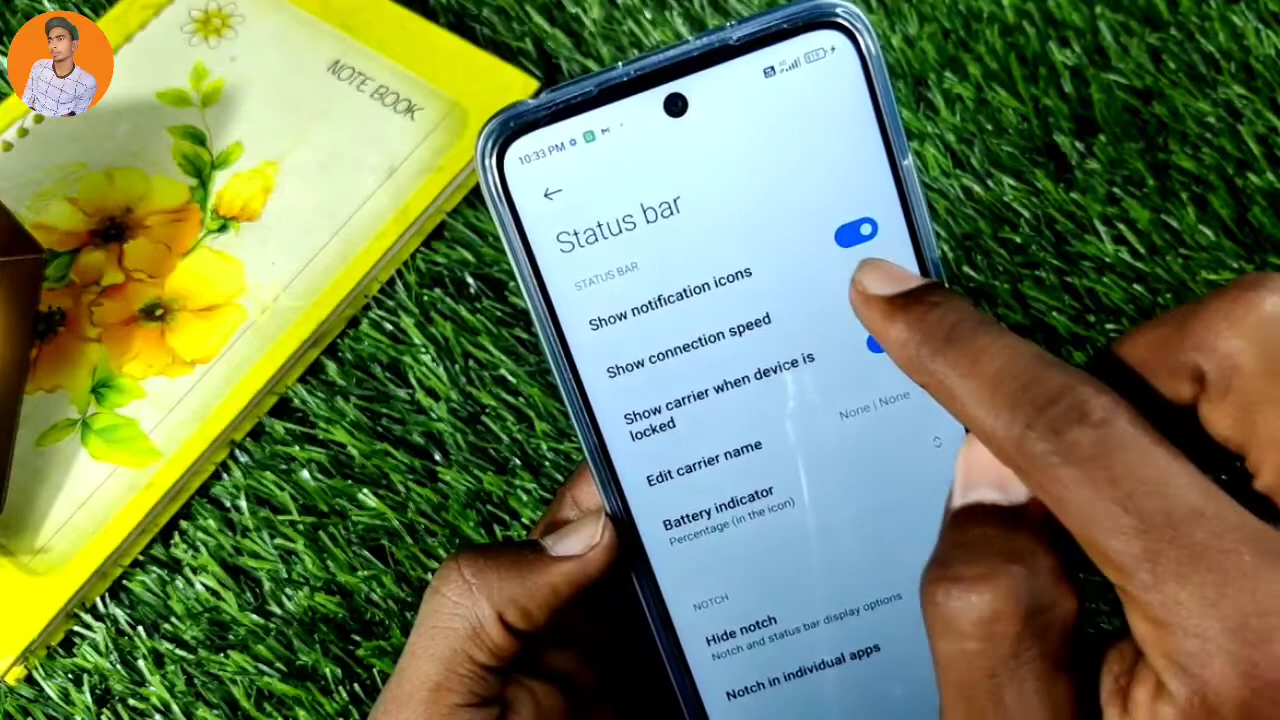 NOTE BOOK
10:33 PM
Status bar
STATUS BAR
Show notification icons
Show connection speed
Show carrier when device is
locked
Edit carrier name
None | None
Battery indicator
Percentage (in the icon)
NOTCH
Hide notch
Notch and status bar display options
Notch in individual apps